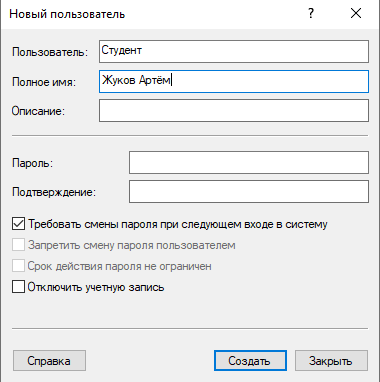 Новый пользователь
Пользователь: Студент
Полное имя: Жуков Артём
Описание:
Пароль:
Подтверждение:
Требовать смены пароля при следующем входе в систему
Запретить смену пароля пользователем
Срок действия пароля не ограничен
Отключить учетную запись
Справка Создать Закрыть